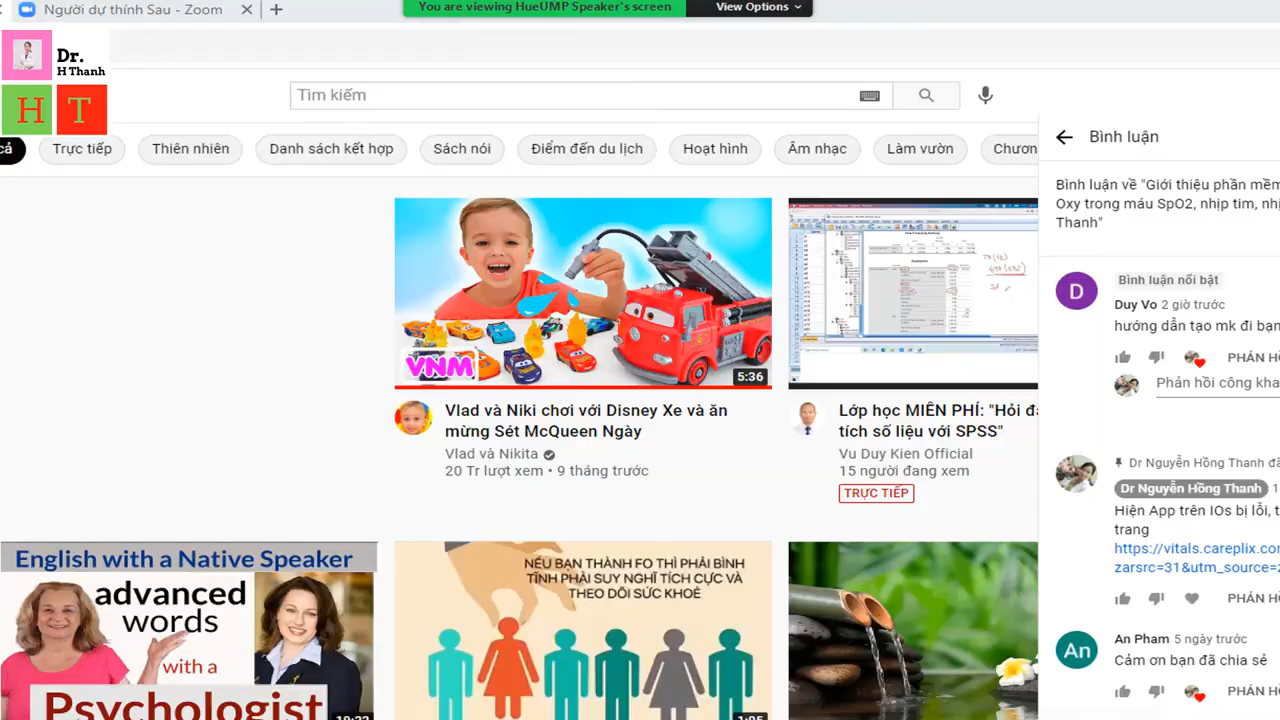 Người dự thính Sau - Zoom
You are viewing HueUMP Speaker's screen
View Options
Dr.
H Thanh
H T
Tìm kiếm
cả
Trực tiếp
Thiên nhiên
Danh sách kết hợp
Sách nói
Điểm đến du lịch
Hoạt hình
Âm nhạc
Làm vườn
Chươn
VNM
5:36
Vlad và Niki chơi với Disney Xe và ăn
mừng Sét McQueen Ngày
Vlad và Nikita
20 Tr lượt xem • 9 tháng trước
Lớp học MIỄN PHÍ: "Hỏi đá
tích số liệu với SPSS"
Vu Duy Kien Official
15 người đang xem
TRỰC TIẾP
English with a Native Speaker
advanced
words
with a
Psychologist
NẾU BẠN THÀNH FO THÌ PHẢI BÌNH
TĨNH PHẢI SUY NGHĨ TÍCH CỰC VÀ
THEO DÕI SỨC KHOẺ
Bình luận
Bình luận về "Giới thiệu phần mềm
Oxy trong máu SpO2, nhịp tim, nhị
Thanh"
D
Bình luận nổi bật
Duy Vo 2 giờ trước
hướng dẫn tạo mk đi bạn
PHẢN HỒ
Phản hồi công kha
Dr Nguyễn Hồng Thanh đã
Dr Nguyễn Hồng Thanh 1
Hiện App trên IOs bị lỗi, t
trang
https://vitals.careplix.co
zarsrc=31&utm_source=z
PHẢN HỒ
An
An Pham 5 ngày trước
Cảm ơn bạn đã chia sẻ
PHẢN HỒ